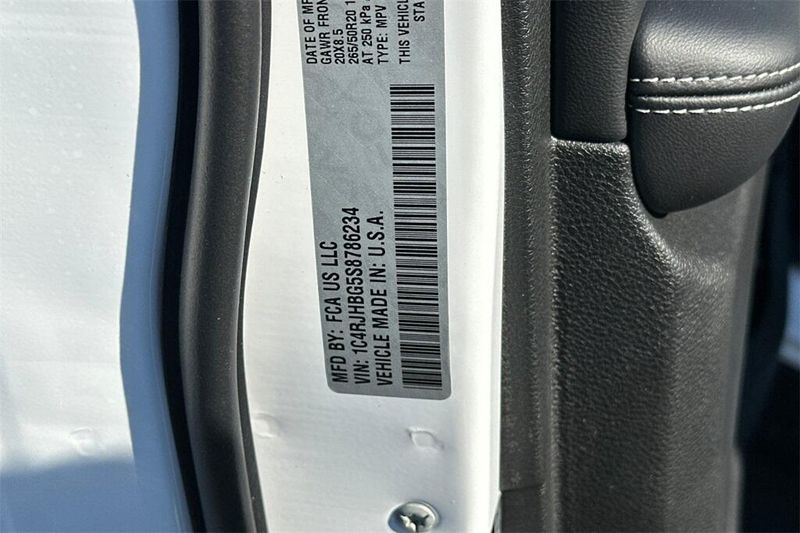 MFD BY: FCA US LLC
VIN: 1C4RJHBG5S8786234
VEHICLE MADE IN: U.S.A.
DATE OF MF
GAWR FRON
20X8.5
265/50R20 1
AT 250 kPa
TYPE: MPV
THIS VEHICLE
STA